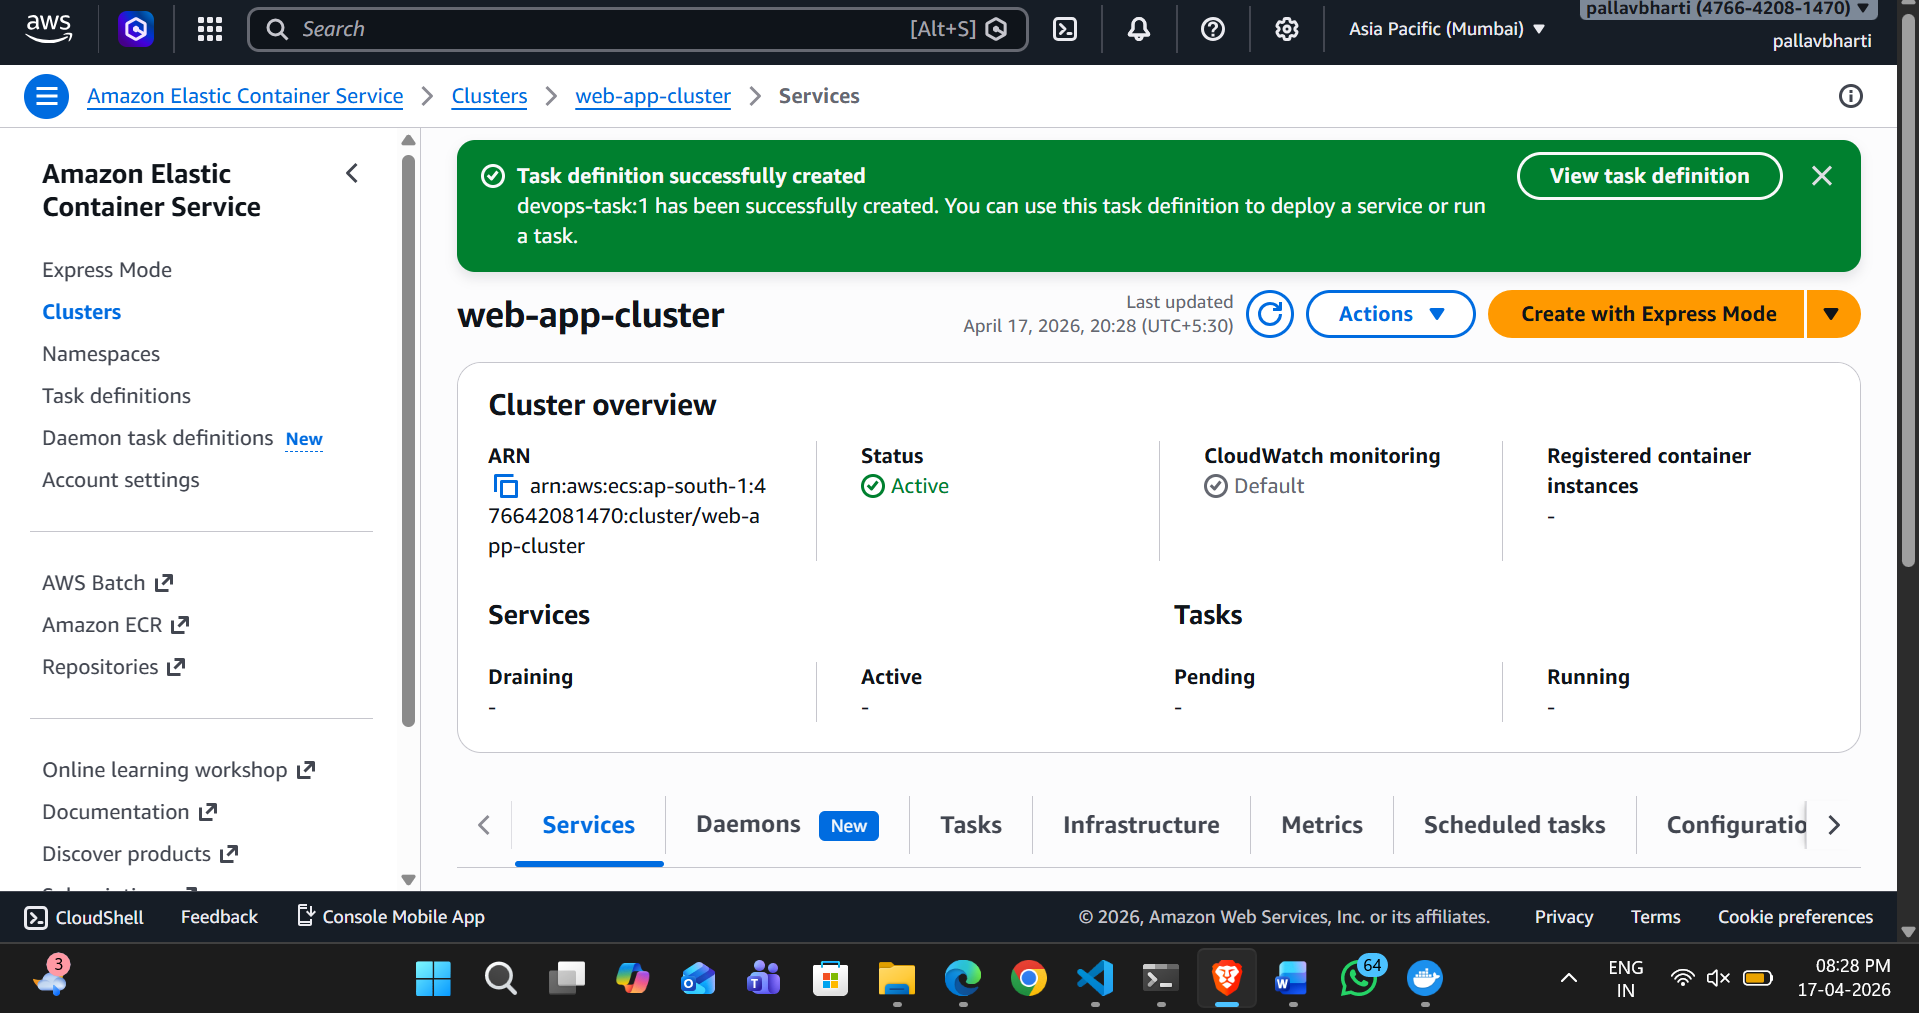 aws
Search
[Alt+S]
Asia Pacific (Mumbai)
pallavbharti (4766-4208-1470)
pallavbharti
Amazon Elastic Container Service
Clusters
web-app-cluster
Services
Amazon Elastic
Container Service
Express Mode
Clusters
Namespaces
Task definitions
Daemon task definitions New
Account settings
AWS Batch
Amazon ECR
Repositories
Online learning workshop
Documentation
Discover products
Task definition successfully created
devops-task:1 has been successfully created. You can use this task definition to deploy a service or run
a task.
View task definition
web-app-cluster
Last updated
April 17, 2026, 20:28 (UTC+5:30)
Actions
Create with Express Mode
Cluster overview
ARN
arn:aws:ecs:ap-south-1:4
76642081470:cluster/web-a
pp-cluster
Status
Active
CloudWatch monitoring
Default
Registered container
instances
-
Services
Tasks
Draining
-
Active
-
Pending
-
Running
-
Services
Daemons New
Tasks
Infrastructure
Metrics
Scheduled tasks
Configuratio
CloudShell
Feedback
Console Mobile App
© 2026, Amazon Web Services, Inc. or its affiliates.
Privacy
Terms
Cookie preferences
3
64
ENG
IN
08:28 PM
17-04-2026